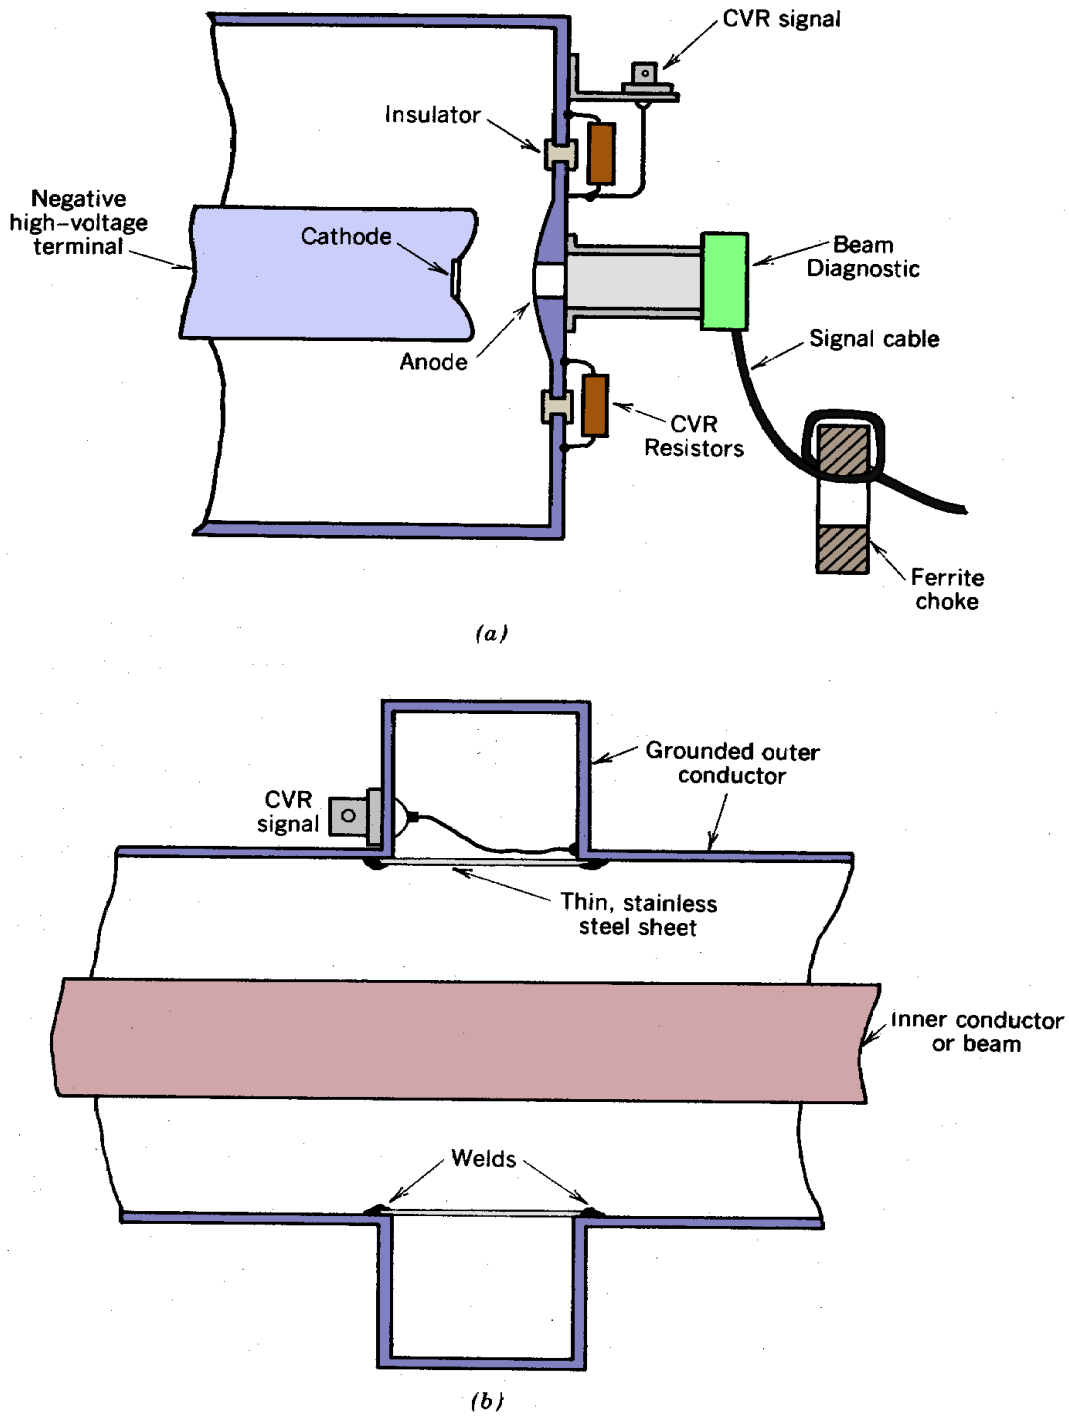 CVR signal
Insulator
Negative
high-voltage
terminal
Cathode
Beam
Diagnostic
Anode
Signal cable
CVR
Resistors
Ferrite
choke
(a)
Grounded outer
conductor
CVR
signal
Thin, stainless
steel sheet
Inner conductor
or beam
Welds
(b)